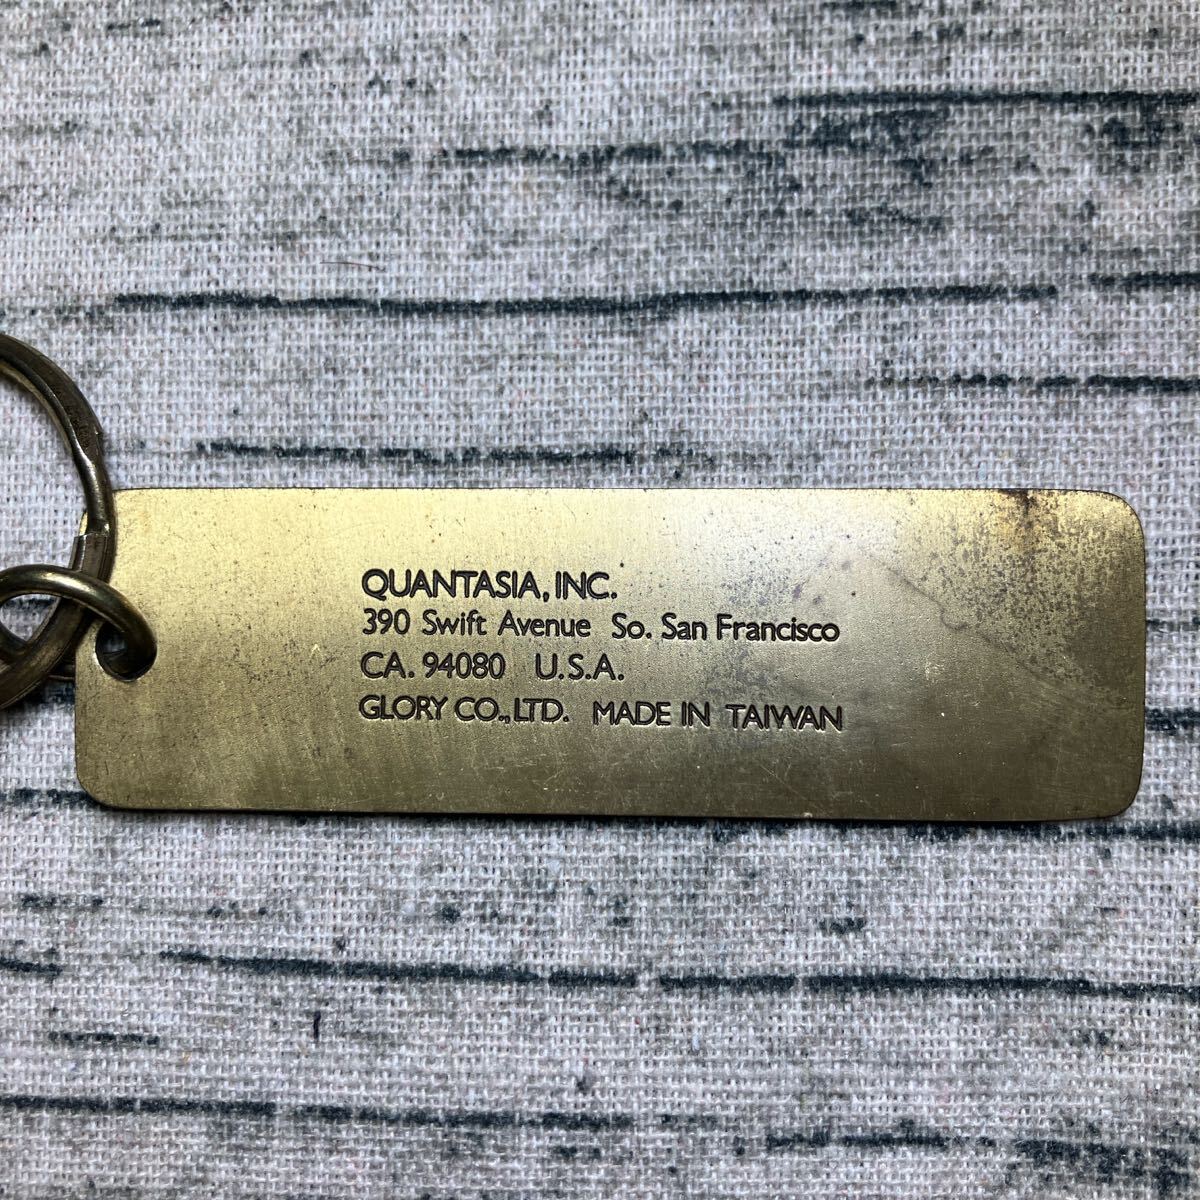 QUANTASIA, INC.
390 Swift Avenue So. San Francisco
CA. 94080 U.S.A.
GLORY CO., LTD. MADE IN TAIWAN